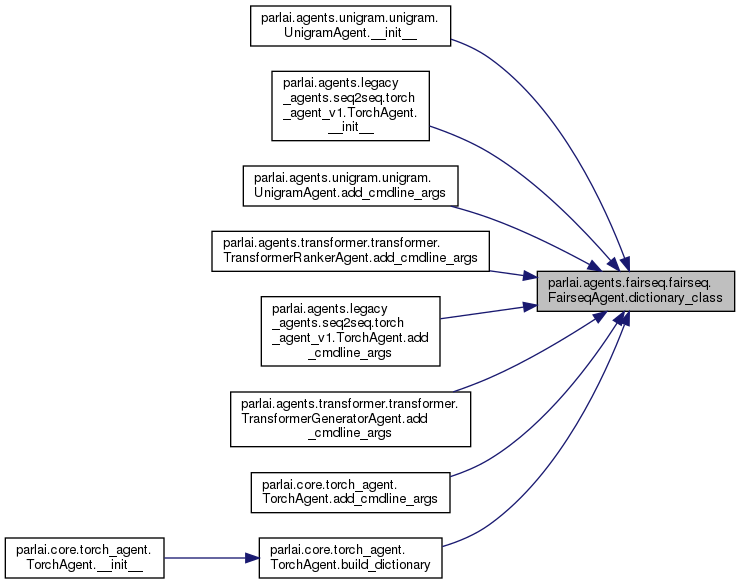 parlai.agents.unigram.unigram.
UnigramAgent.__init__
parlai.agents.legacy
_agents.seq2seq.torch
_agent_v1.TorchAgent.
__init__
parlai.agents.unigram.unigram.
UnigramAgent.add_cmdline_args
parlai.agents.transformer.transformer.
TransformerRankerAgent.add_cmdline_args
parlai.agents.fairseq.fairseq.
FairseqAgent.dictionary_class
parlai.agents.legacy
_agents.seq2seq.torch
_agent_v1.TorchAgent.add
_cmdline_args
parlai.agents.transformer.transformer.
TransformerGeneratorAgent.add
_cmdline_args
parlai.core.torch_agent.
TorchAgent.add_cmdline_args
parlai.core.torch_agent.
TorchAgent.__init__
parlai.core.torch_agent.
TorchAgent.build_dictionary